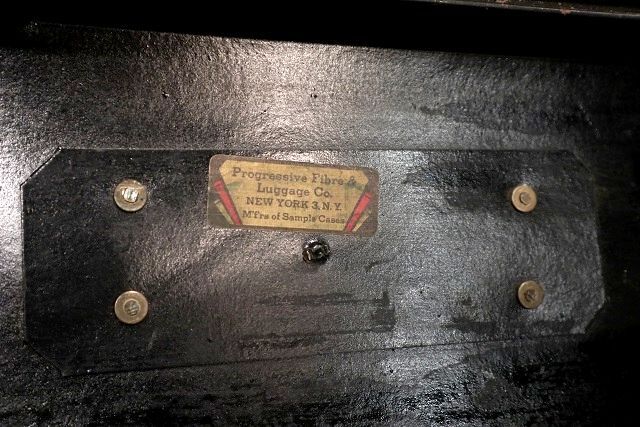 Progressive Fibre &
Luggage Co.
NEW YORK 3, N.Y.
M'f'rs of Sample Cases